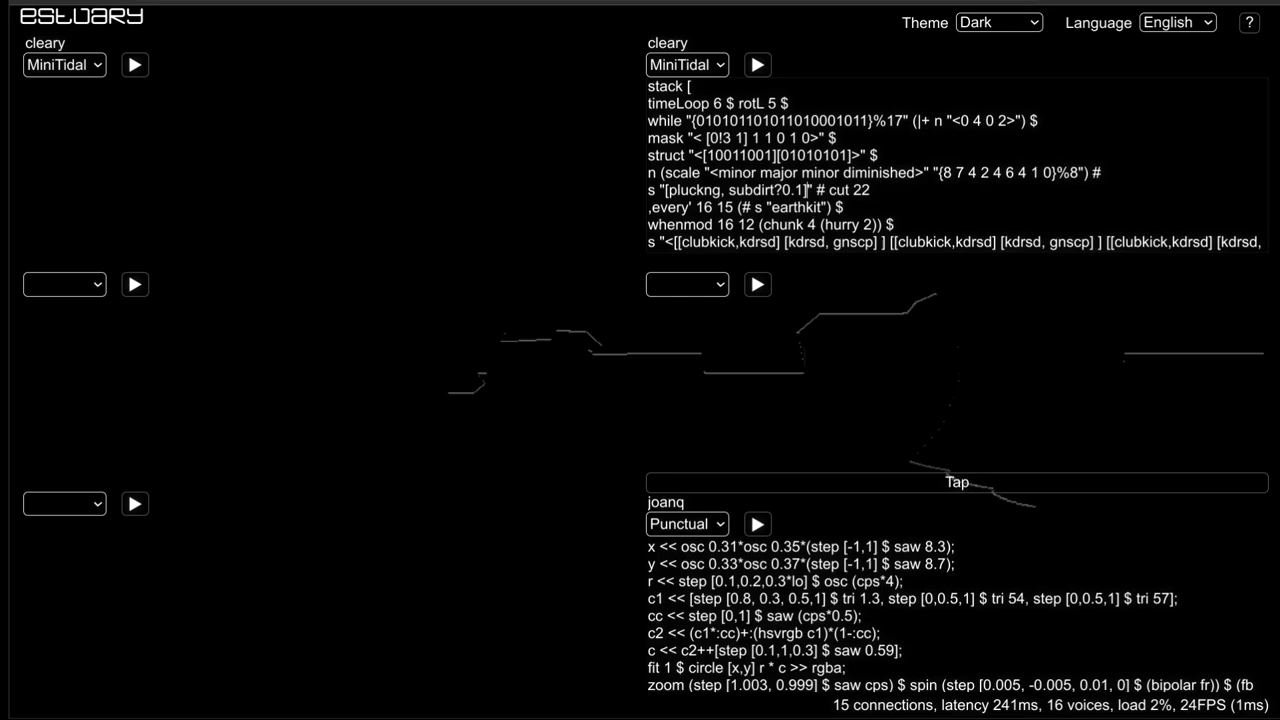 estuary
Theme Dark Language English ?
cleary
MiniTidal
cleary
MiniTidal
stack [
timeLoop 6 $ rotL 5 $
while "{010101101011010001011}%17" (|+ n "<0 4 0 2>") $
mask "< [0!3 1] 1 1 0 1 0>" $
struct "<[10011001][01010101]>" $
n (scale "<minor major minor diminished>" "{8 7 4 2 4 6 4 1 0}%8") #
s "[pluckng, subdirt?0.1]" # cut 22
,every' 16 15 (# s "earthkit") $
whenmod 16 12 (chunk 4 (hurry 2)) $
s "<[[clubkick,kdrsd] [kdrsd, gnscp] ] [[clubkick,kdrsd] [kdrsd, gnscp] ] [[clubkick,kdrsd] [kdrsd,
Tap
joanq
Punctual
x << osc 0.31*osc 0.35*(step [-1,1] $ saw 8.3);
y << osc 0.33*osc 0.37*(step [-1,1] $ saw 8.7);
r << step [0.1,0.2,0.3*lo] $ osc (cps*4);
c1 << [step [0.8, 0.3, 0.5,1] $ tri 1.3, step [0,0.5,1] $ tri 54, step [0,0.5,1] $ tri 57];
cc << step [0,1] $ saw (cps*0.5);
c2 << (c1*:cc)+:(hsvrgb c1)*(1-:cc);
c << c2++[step [0.1,1,0.3] $ saw 0.59];
fit 1 $ circle [x,y] r * c >> rgba;
zoom (step [1.003, 0.999] $ saw cps) $ spin (step [0.005, -0.005, 0.01, 0] $ (bipolar fr)) $ (fb
15 connections, latency 241ms, 16 voices, load 2%, 24FPS (1ms)